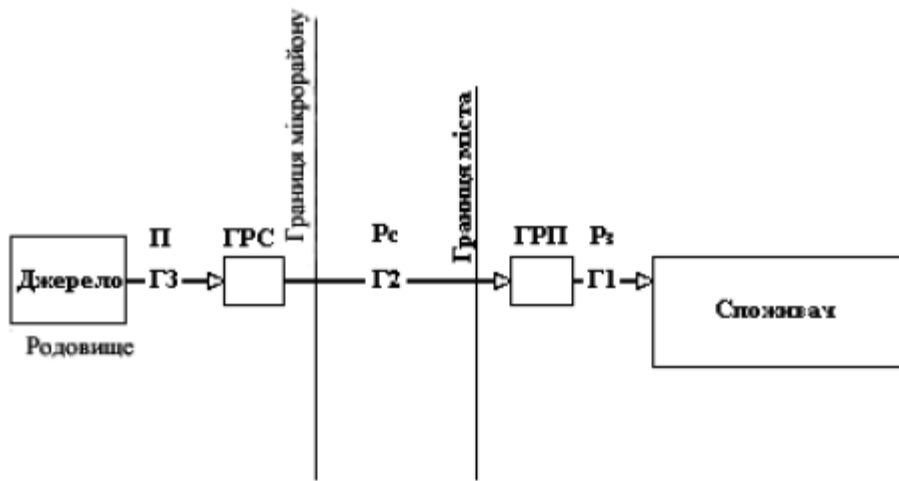 Границя мікрорайону
Границя міста
П
ГРС
Рс
ГРП
Рз
Джерело
Г3
Г2
Г1
Споживач
Родовище